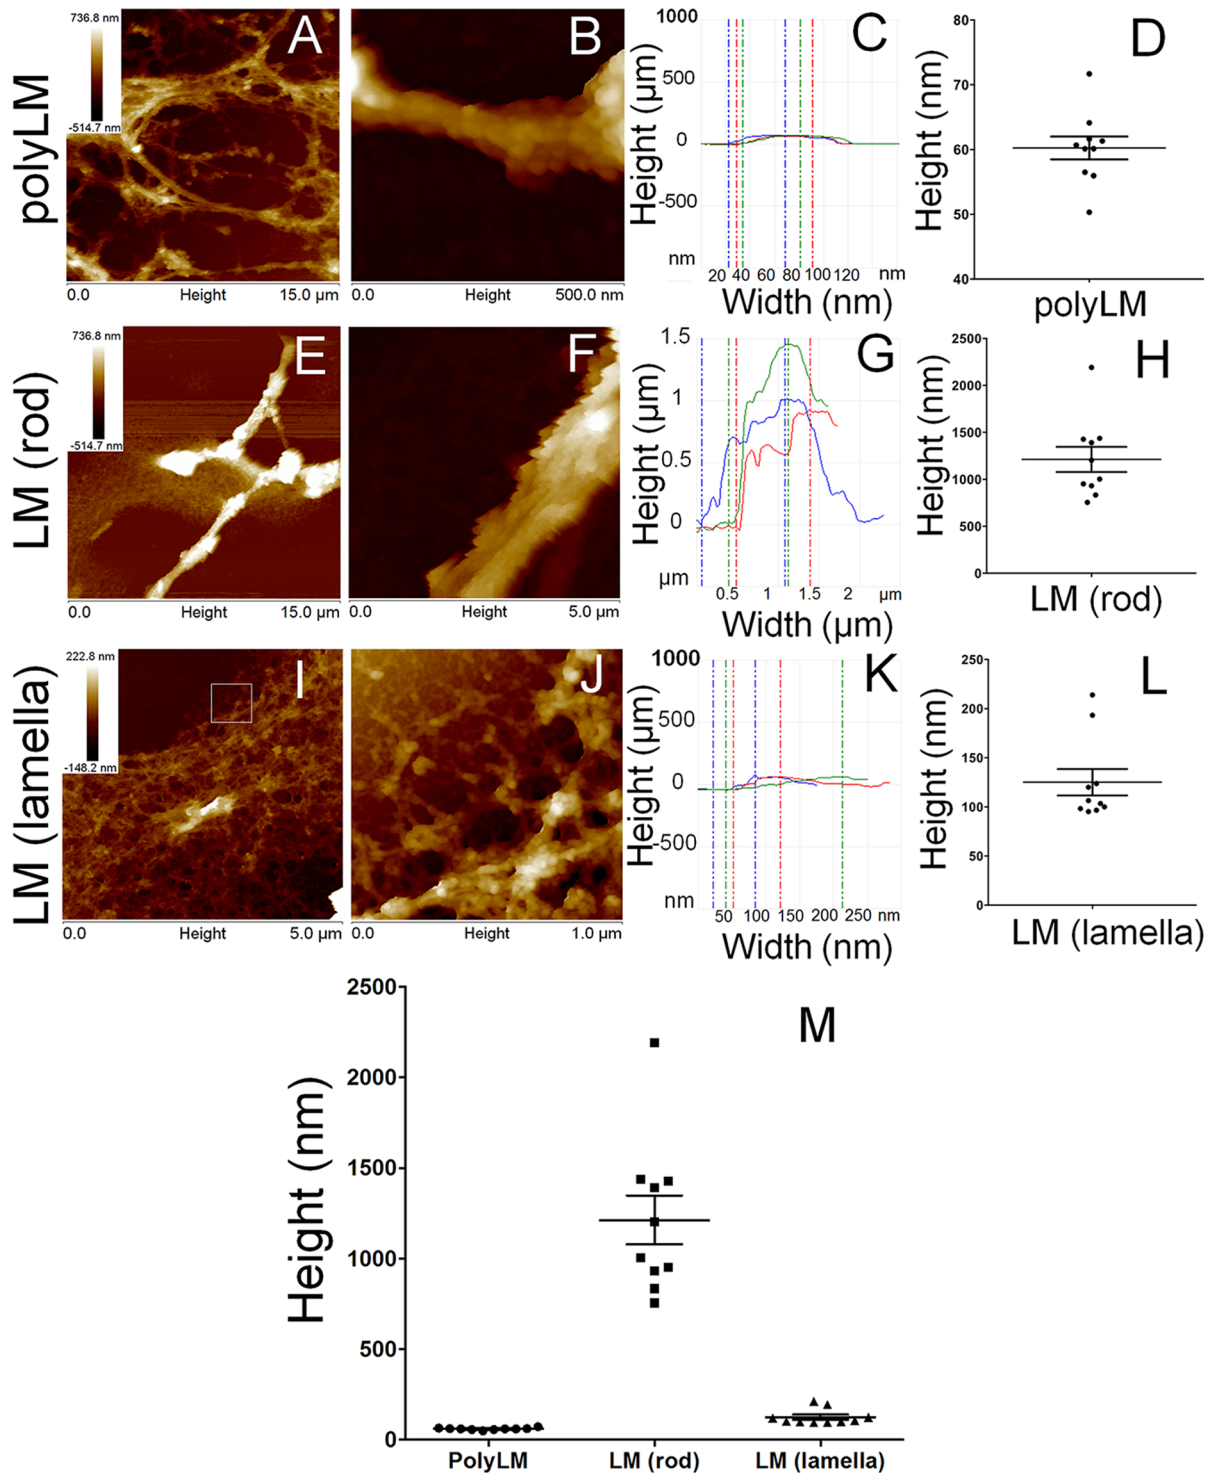 polyLM
736.8 nm
-514.7 nm
A
0.0 Height 15.0 µm
B
0.0 Height 500.0 nm
C
Height (µm)
1000
500
0
-500
nm
20 40 60 80 100 120 nm
Width (nm)
D
Height (nm)
80
70
60
50
40
polyLM
LM (rod)
736.8 nm
-514.7 nm
E
0.0 Height 15.0 µm
F
0.0 Height 5.0 µm
G
Height (µm)
1.5
1
0.5
0
µm
0.5 1 1.5 2 µm
Width (µm)
H
Height (nm)
2500
2000
1500
1000
500
0
LM (rod)
LM (lamella)
222.8 nm
-148.2 nm
I
0.0 Height 5.0 µm
J
0.0 Height 1.0 µm
K
Height (µm)
1000
500
0
-500
nm
50 100 150 200 250 nm
Width (nm)
L
Height (nm)
250
200
150
100
50
0
LM (lamella)
M
Height (nm)
2500
2000
1500
1000
500
0
PolyLM LM (rod) LM (lamella)